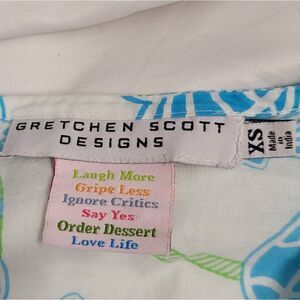 GRETCHEN SCOTT
DESIGNS
XS
Made
in
India
Laugh More
Gripe Less
Ignore Critics
Say Yes
Order Dessert
Love Life